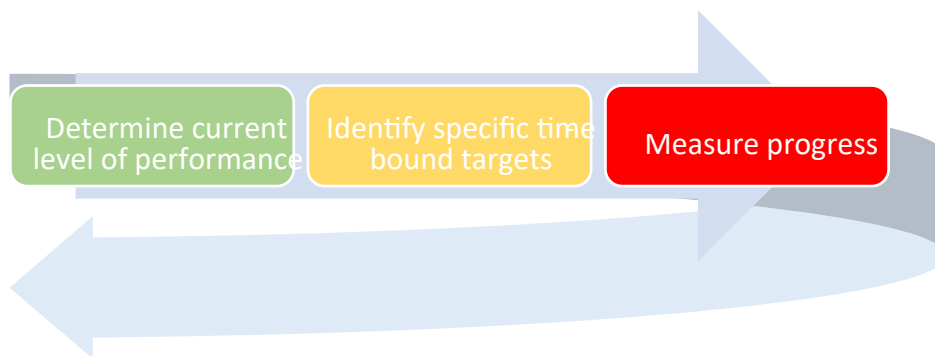 Determine current
level of performance
Identify specific time-
bound targets
Measure progress